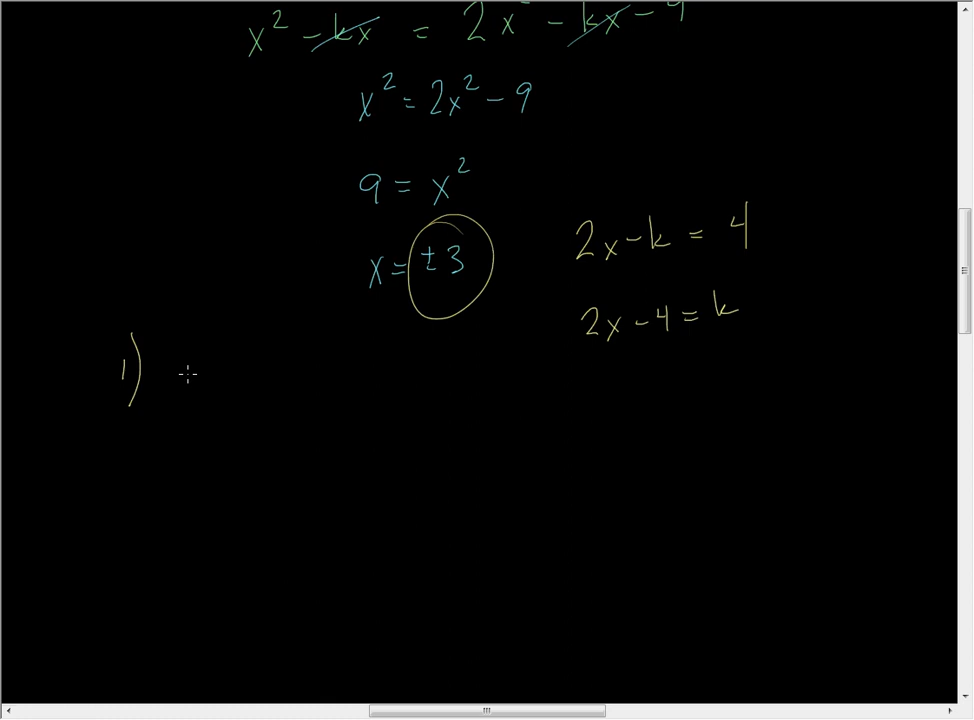 x² - kx = 2x² - kx - 9
x² = 2x² - 9
9 = x²
x = ±3
2x - k = 4
2x - 4 = k
1)